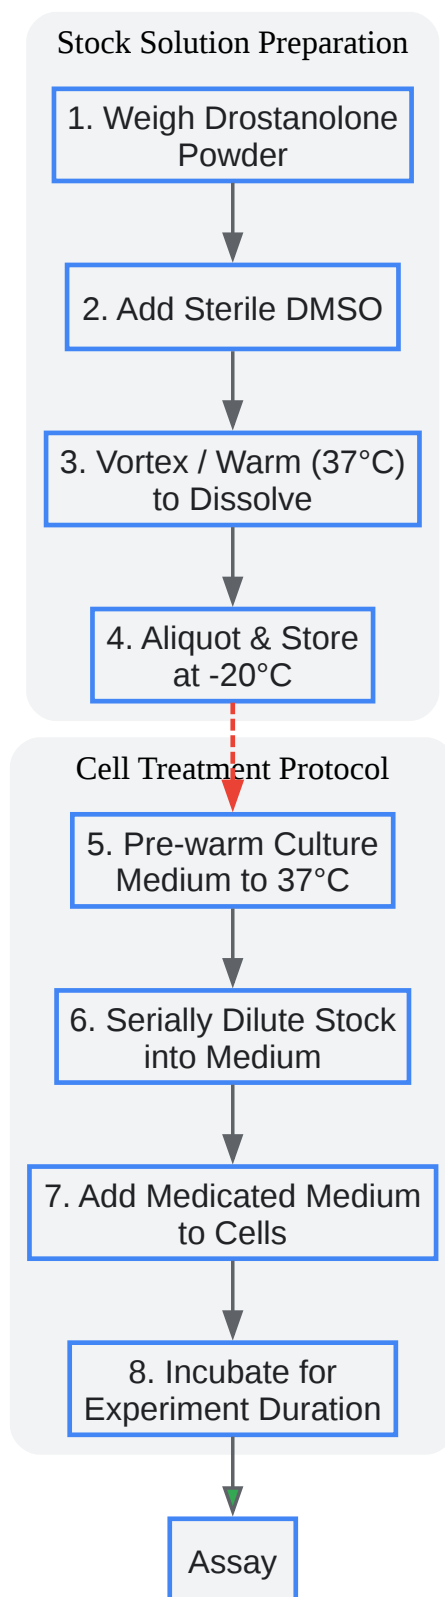 Stock Solution Preparation
1. Weigh Drostanolone
Powder
2. Add Sterile DMSO
3. Vortex / Warm (37°C)
to Dissolve
4. Aliquot & Store
at -20°C
Cell Treatment Protocol
5. Pre-warm Culture
Medium to 37°C
6. Serially Dilute Stock
into Medium
7. Add Medicated Medium
to Cells
8. Incubate for
Experiment Duration
Assay